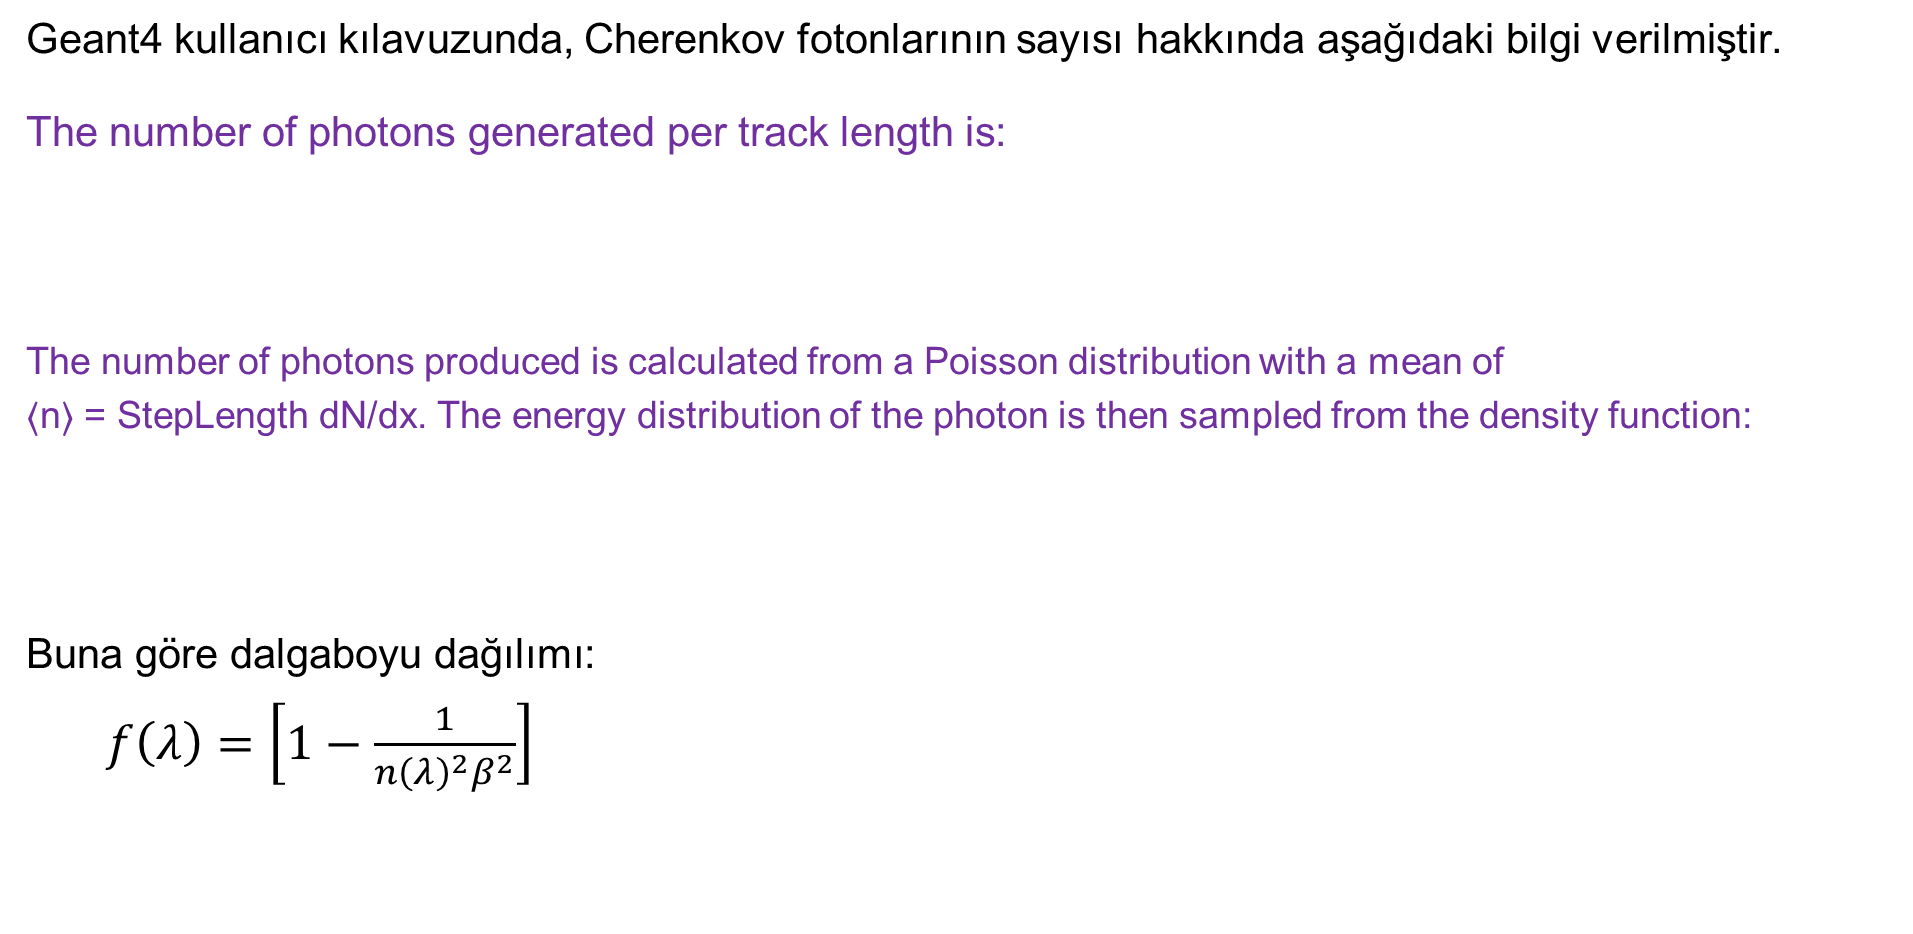 Geant4 kullanıcı kılavuzunda, Cherenkov fotonlarının sayısı hakkında aşağıdaki bilgi verilmiştir.
The number of photons generated per track length is:
The number of photons produced is calculated from a Poisson distribution with a mean of
⟨n⟩ = StepLength dN/dx. The energy distribution of the photon is then sampled from the density function:
Buna göre dalgaboyu dağılımı:
f(λ) = [1 − 1/(n(λ)²β²)]